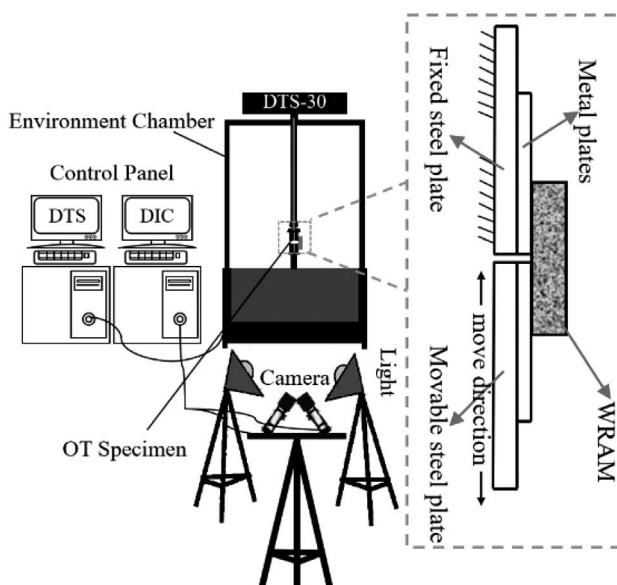 DTS-30
Environment Chamber
Control Panel
DTS
DIC
Camera
Light
OT Specimen
Fixed steel plate
Metal plates
move direction
Movable steel plate
WRAM